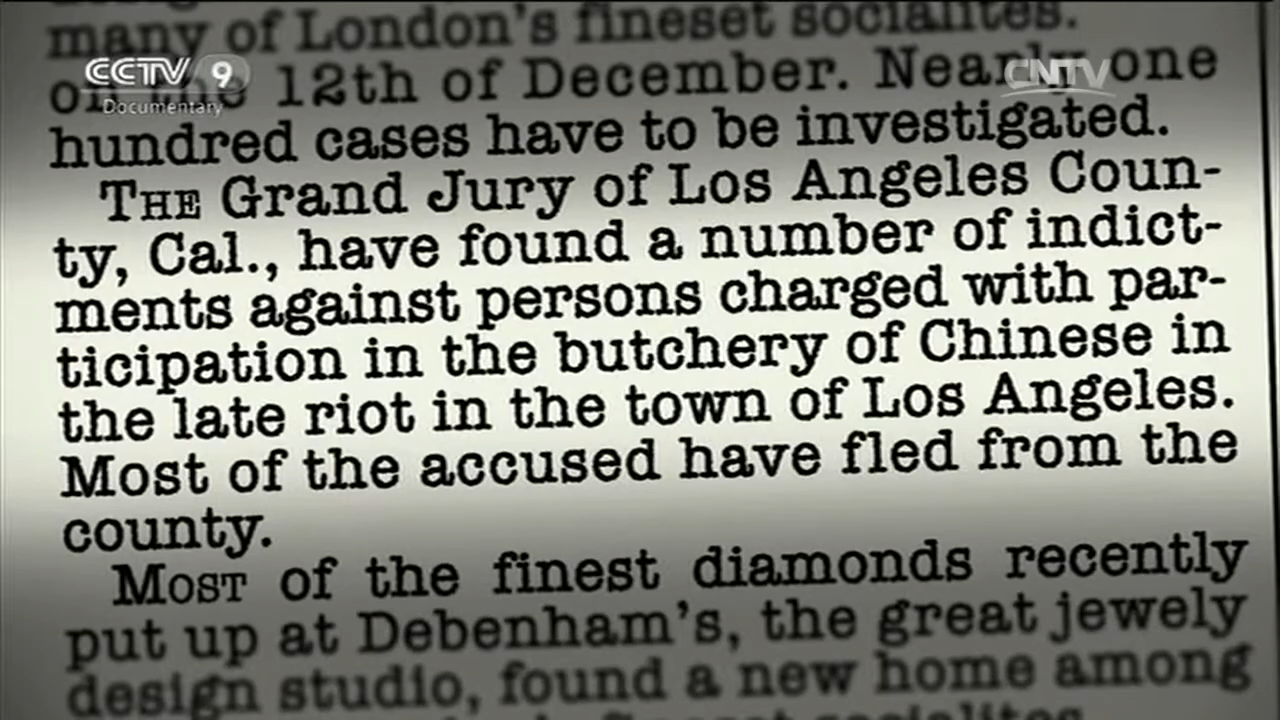 many of London's fineset socialites.
12th of December. Nearly one
hundred cases have to be investigated.
THE Grand Jury of Los Angeles Coun-
ty, Cal., have found a number of indict-
ments against persons charged with par-
ticipation in the butchery of Chinese in
the late riot in the town of Los Angeles.
Most of the accused have fled from the
county.
MOST of the finest diamonds recently
put up at Debenham's, the great jewely
design studio, found a new home among
CCTV 9
Documentary
CNTV